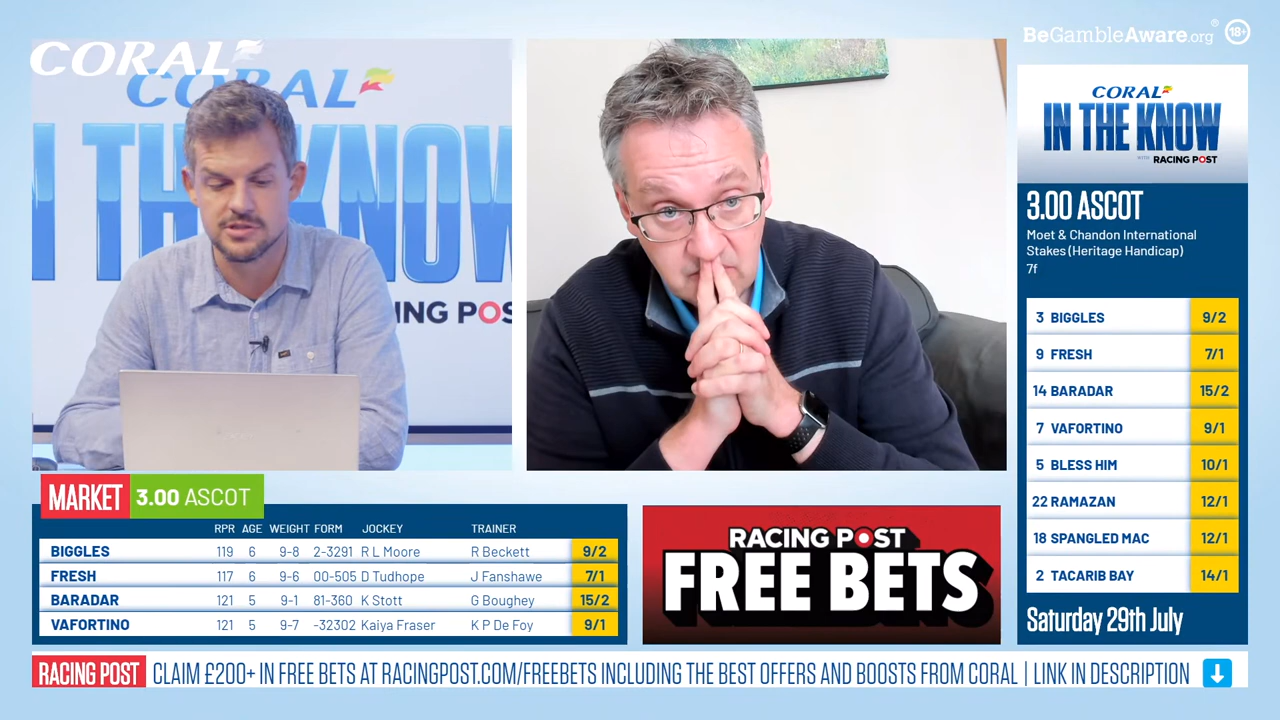 CORAL
BeGambleAware.org®
18+
CORAL
IN THE KNOW
RACING POST
CORAL
IN THE KNOW
WITH RACING POST
3.00 ASCOT
Moet & Chandon International
Stakes (Heritage Handicap)
7f
3 BIGGLES 9/2
9 FRESH 7/1
14 BARADAR 15/2
7 VAFORTINO 9/1
5 BLESS HIM 10/1
22 RAMAZAN 12/1
18 SPANGLED MAC 12/1
2 TACARIB BAY 14/1
Saturday 29th July
MARKET 3.00 ASCOT
RPR AGE WEIGHT FORM JOCKEY TRAINER
BIGGLES 119 6 9-8 2-3291 R L Moore R Beckett 9/2
FRESH 117 6 9-6 00-505 D Tudhope J Fanshawe 7/1
BARADAR 121 5 9-1 81-360 K Stott G Boughey 15/2
VAFORTINO 121 5 9-7 -32302 Kaiya Fraser K P De Foy 9/1
RACING POST
FREE BETS
RACING POST CLAIM £200+ IN FREE BETS AT RACINGPOST.COM/FREEBETS INCLUDING THE BEST OFFERS AND BOOSTS FROM CORAL | LINK IN DESCRIPTION